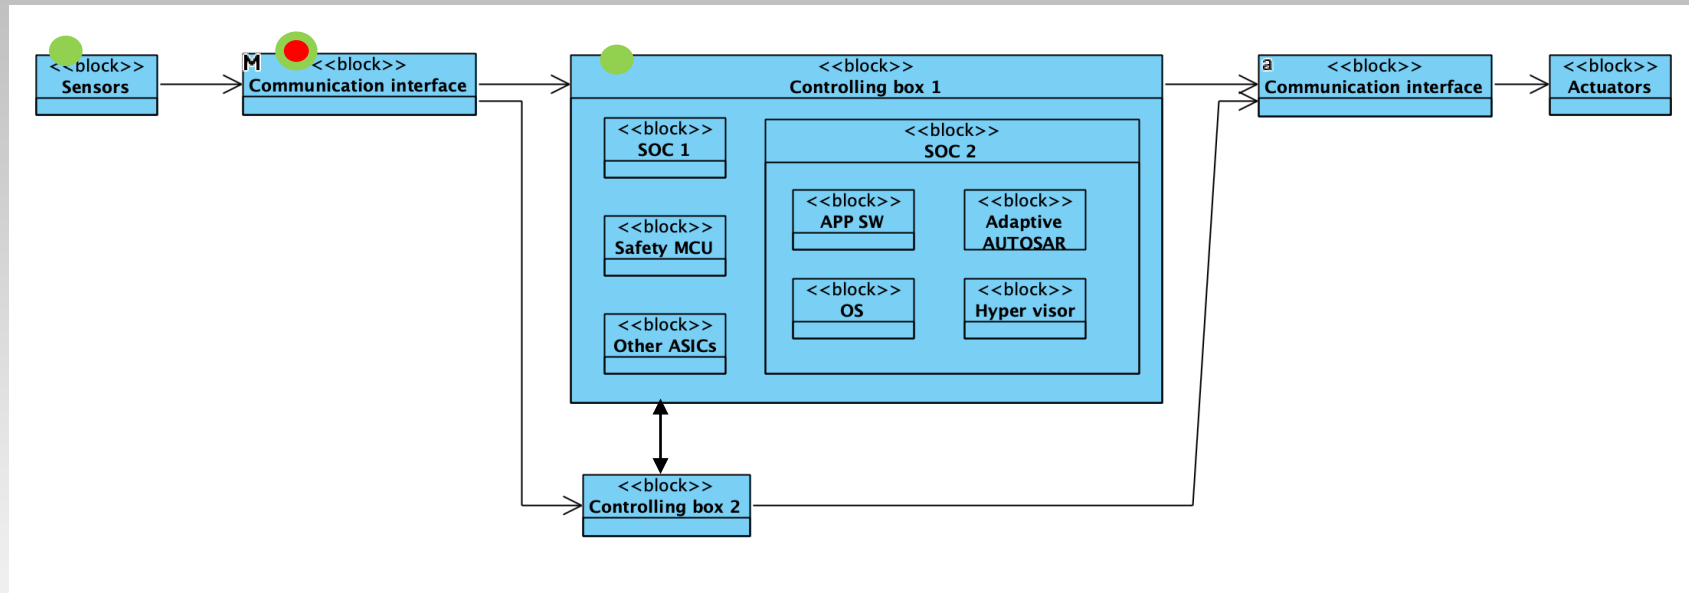 <<block>>
Sensors
M
<<block>>
Communication interface
<<block>>
Controlling box 1
<<block>>
SOC 1
<<block>>
Safety MCU
<<block>>
Other ASICs
<<block>>
SOC 2
<<block>>
APP SW
<<block>>
Adaptive
AUTOSAR
<<block>>
OS
<<block>>
Hyper visor
<<block>>
Controlling box 2
a
<<block>>
Communication interface
<<block>>
Actuators